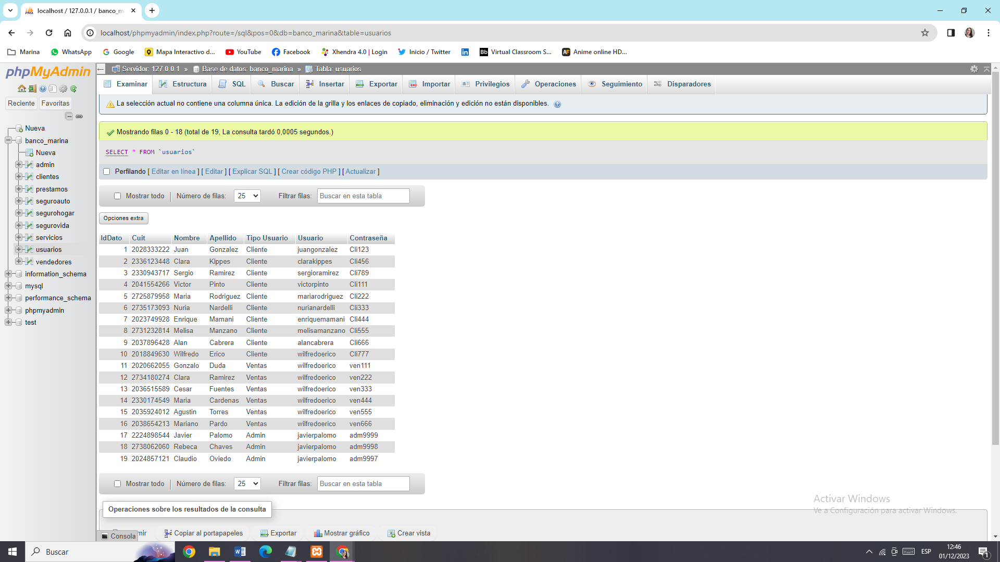 localhost / 127.0.0.1 / banco_m
localhost/phpmyadmin/index.php?route=/sql&pos=0&db=banco_marina&table=usuarios
Marina WhatsApp Google Mapa Interactivo d... YouTube Facebook Xhendra 4.0 | Login Inicio / Twitter Virtual Classroom S... Anime online HD...
phpMyAdmin
Reciente Favoritas
Nueva
banco_marina
Nueva
admin
clientes
prestamos
seguroauto
segurohogar
segurovida
servicios
usuarios
vendedores
information_schema
mysql
performance_schema
phpmyadmin
test
Servidor: 127.0.0.1 » Base de datos: banco_marina » Tabla: usuarios
Examinar Estructura SQL Buscar Insertar Exportar Importar Privilegios Operaciones Seguimiento Disparadores
La selección actual no contiene una columna única. La edición de la grilla y los enlaces de copiado, eliminación y edición no están disponibles.
Mostrando filas 0 - 18 (total de 19, La consulta tardó 0,0005 segundos.)
SELECT * FROM `usuarios`
Perfilando [ Editar en línea ] [ Editar ] [ Explicar SQL ] [ Crear código PHP ] [ Actualizar ]
Mostrar todo | Número de filas: 25 Filtrar filas: Buscar en esta tabla
Opciones extra
IdDato Cuit Nombre Apellido Tipo Usuario Usuario Contraseña
1 2028333222 Juan Gonzalez Cliente juangonzalez Cli123
2 2336123448 Clara Kippes Cliente clarakippes Cli456
3 2330943717 Sergio Ramirez Cliente sergioramirez Cli789
4 2041554266 Victor Pinto Cliente victorpinto Cli111
5 2725879958 Maria Rodriguez Cliente mariarodriguez Cli222
6 2735173093 Nuria Nardelli Cliente nurianardelli Cli333
7 2023749928 Enrique Mamani Cliente enriquemamani Cli444
8 2731232814 Melisa Manzano Cliente melisamanzano Cli555
9 2037896428 Alan Cabrera Cliente alancabrera Cli666
10 2018849630 Wilfredo Erico Cliente wilfredoerico Cli777
11 2020662055 Gonzalo Duda Ventas wilfredoerico ven111
12 2734180274 Clara Ramirez Ventas wilfredoerico ven222
13 2036515589 Cesar Fuentes Ventas wilfredoerico ven333
14 2330174549 Maria Cardenas Ventas wilfredoerico ven444
15 2035924012 Agustin Torres Ventas wilfredoerico ven555
16 2038654213 Mariano Pardo Ventas wilfredoerico ven666
17 2224898544 Javier Palomo Admin javierpalomo adm9999
18 2738062060 Rebeca Chaves Admin javierpalomo adm9998
19 2024857121 Claudio Oviedo Admin javierpalomo adm9997
Mostrar todo | Número de filas: 25 Filtrar filas: Buscar en esta tabla
Operaciones sobre los resultados de la consulta
Copiar al portapapeles Exportar Mostrar gráfico Crear vista
Consola
Activar Windows
Ve a Configuración para activar Windows.
Buscar
ESP
12:46
01/12/2023
1